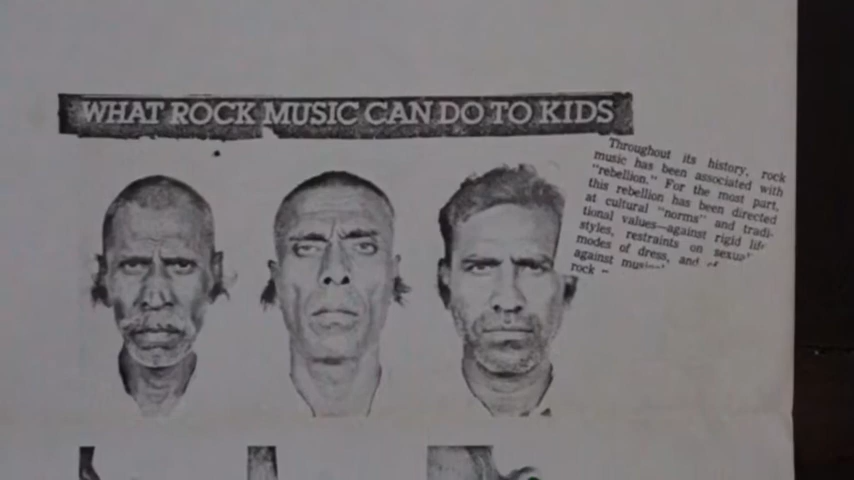 WHAT ROCK MUSIC CAN DO TO KIDS
Throughout its history, rock
music has been associated with
"rebellion." For the most part,
this rebellion has been directed
at cultural "norms" and tradi-
tional values—against rigid
styles, restraints on
modes of dress, and
against
rock